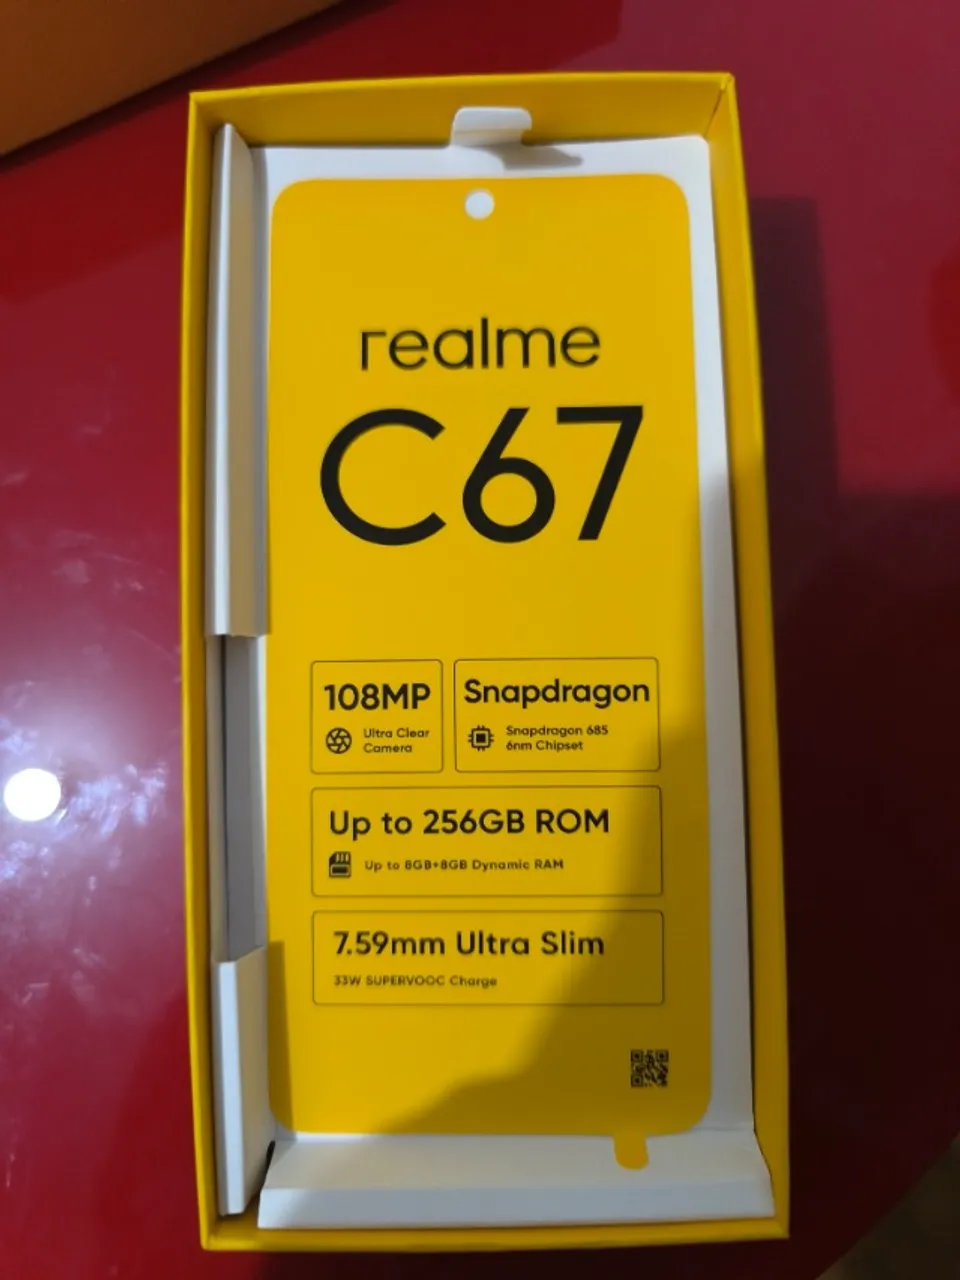 realme
C67
108MP
Ultra Clear
Camera
Snapdragon
Snapdragon 685
6nm Chipset
Up to 256GB ROM
Up to 8GB+8GB Dynamic RAM
7.59mm Ultra Slim
33W SUPERVOOC Charge